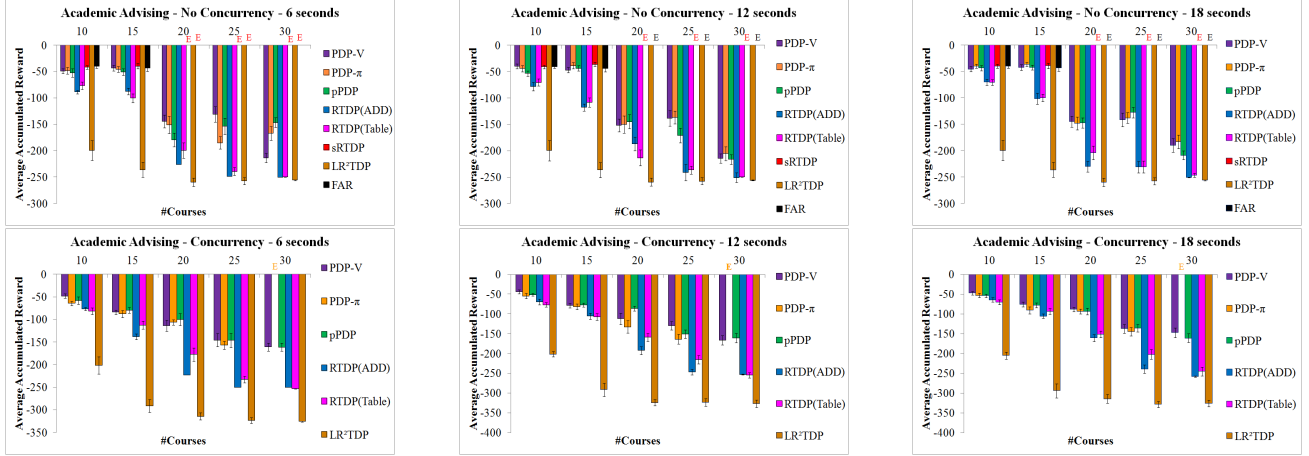 Academic Advising - No Concurrency - 6 seconds
E E E E E
10 15 20 25 30
Average Accumulated Reward
0
-50
-100
-150
-200
-250
-300
#Courses
PDP-V
PDP-π
pPDP
RTDP(ADD)
RTDP(Table)
sRTDP
LR²TDP
FAR
Academic Advising - No Concurrency - 12 seconds
E E E E E E
10 15 20 25 30
Average Accumulated Reward
0
-50
-100
-150
-200
-250
-300
#Courses
PDP-V
PDP-π
pPDP
RTDP(ADD)
RTDP(Table)
sRTDP
LR²TDP
FAR
Academic Advising - No Concurrency - 18 seconds
E E E E E E
10 15 20 25 30
Average Accumulated Reward
0
-50
-100
-150
-200
-250
-300
#Courses
PDP-V
PDP-π
pPDP
RTDP(ADD)
RTDP(Table)
sRTDP
LR²TDP
FAR
Academic Advising - Concurrency - 6 seconds
E
10 15 20 25 30
Average Accumulated Reward
0
-50
-100
-150
-200
-250
-300
-350
#Courses
PDP-V
PDP-π
pPDP
RTDP(ADD)
RTDP(Table)
LR²TDP
Academic Advising - Concurrency - 12 seconds
E
10 15 20 25 30
Average Accumulated Reward
0
-50
-100
-150
-200
-250
-300
-350
-400
#Courses
PDP-V
PDP-π
pPDP
RTDP(ADD)
RTDP(Table)
LR²TDP
Academic Advising - Concurrency - 18 seconds
E
10 15 20 25 30
Average Accumulated Reward
0
-50
-100
-150
-200
-250
-300
-350
-400
#Courses
PDP-V
PDP-π
pPDP
RTDP(ADD)
RTDP(Table)
LR²TDP